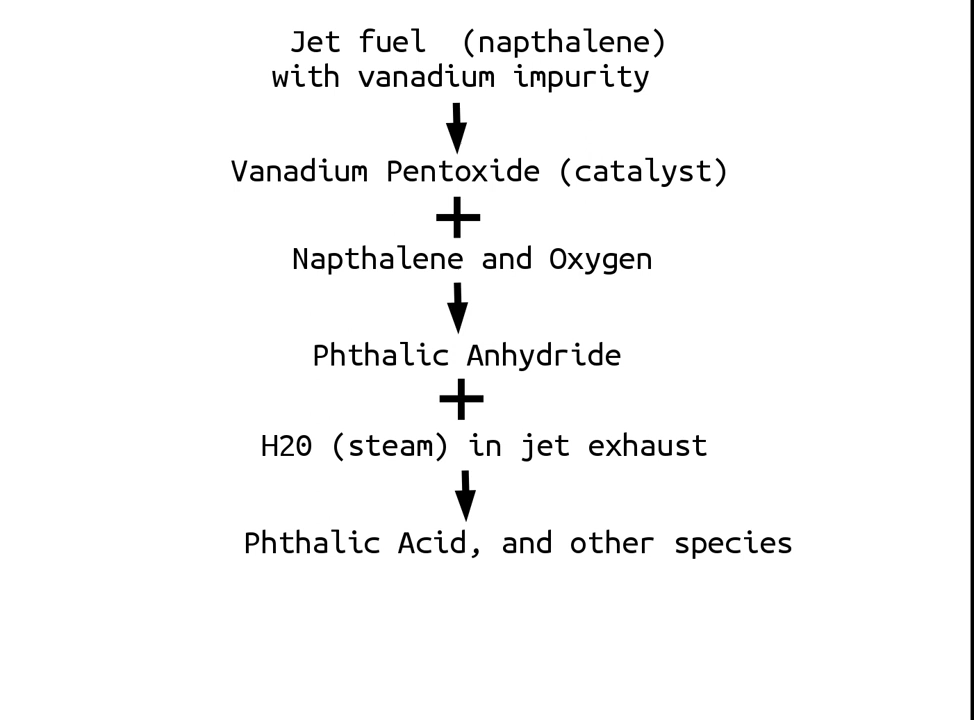 Jet fuel  (napthalene)
with vanadium impurity
Vanadium Pentoxide (catalyst)
+
Napthalene and Oxygen
Phthalic Anhydride
+
H20 (steam) in jet exhaust
Phthalic Acid, and other species